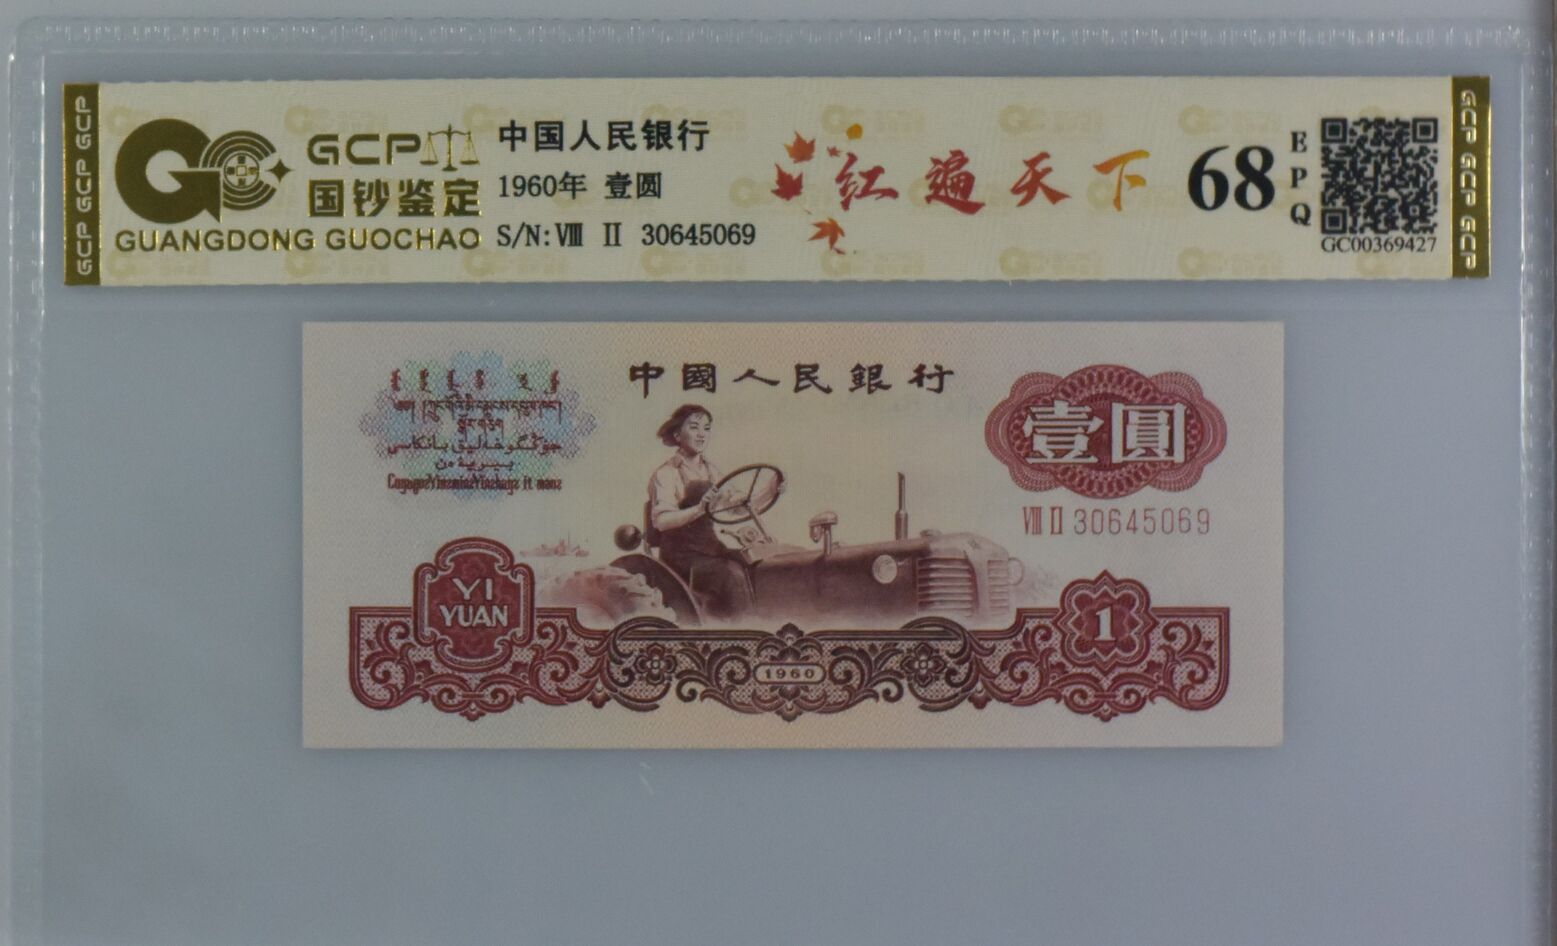 GCP
国钞鉴定
GUANGDONG GUOCHAO
中国人民银行
1960年 壹圆
S/N:Ⅷ Ⅱ 30645069
红遍天下
68
EPQ
GC00369427
GCP GCP GCP
GCP GCP GCP
中國人民銀行
壹圓
Ⅷ Ⅱ 30645069
YI
YUAN
1960
1